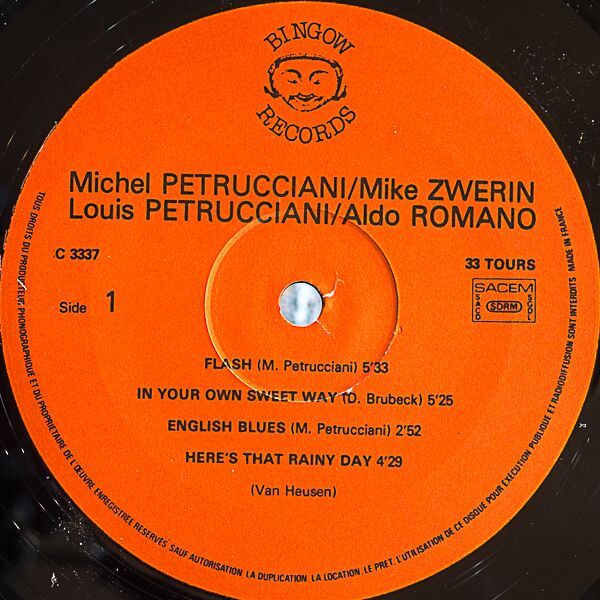 BINGOW
RECORDS
Michel PETRUCCIANI/Mike ZWERIN
Louis PETRUCCIANI/Aldo ROMANO
C 3337
33 TOURS
Side 1
SACEM
SACD
SDRM
SGDL
FLASH (M. Petrucciani) 5'33
IN YOUR OWN SWEET WAY (D. Brubeck) 5'25
ENGLISH BLUES (M. Petrucciani) 2'52
HERE'S THAT RAINY DAY 4'29
(Van Heusen)
TOUS DROITS DU PRODUCTEUR PHONOGRAPHIQUE ET DU PROPRIETAIRE DE L'ŒUVRE ENREGISTRÉE RESERVES SAUF AUTORISATION LA DUPLICATION LA LOCATION. LE PRET. L'UTILISATION DE CE DISQUE POUR EXECUTION PUBLIQUE ET RADIODIFFUSION SONT INTERDITS MADE IN FRANCE